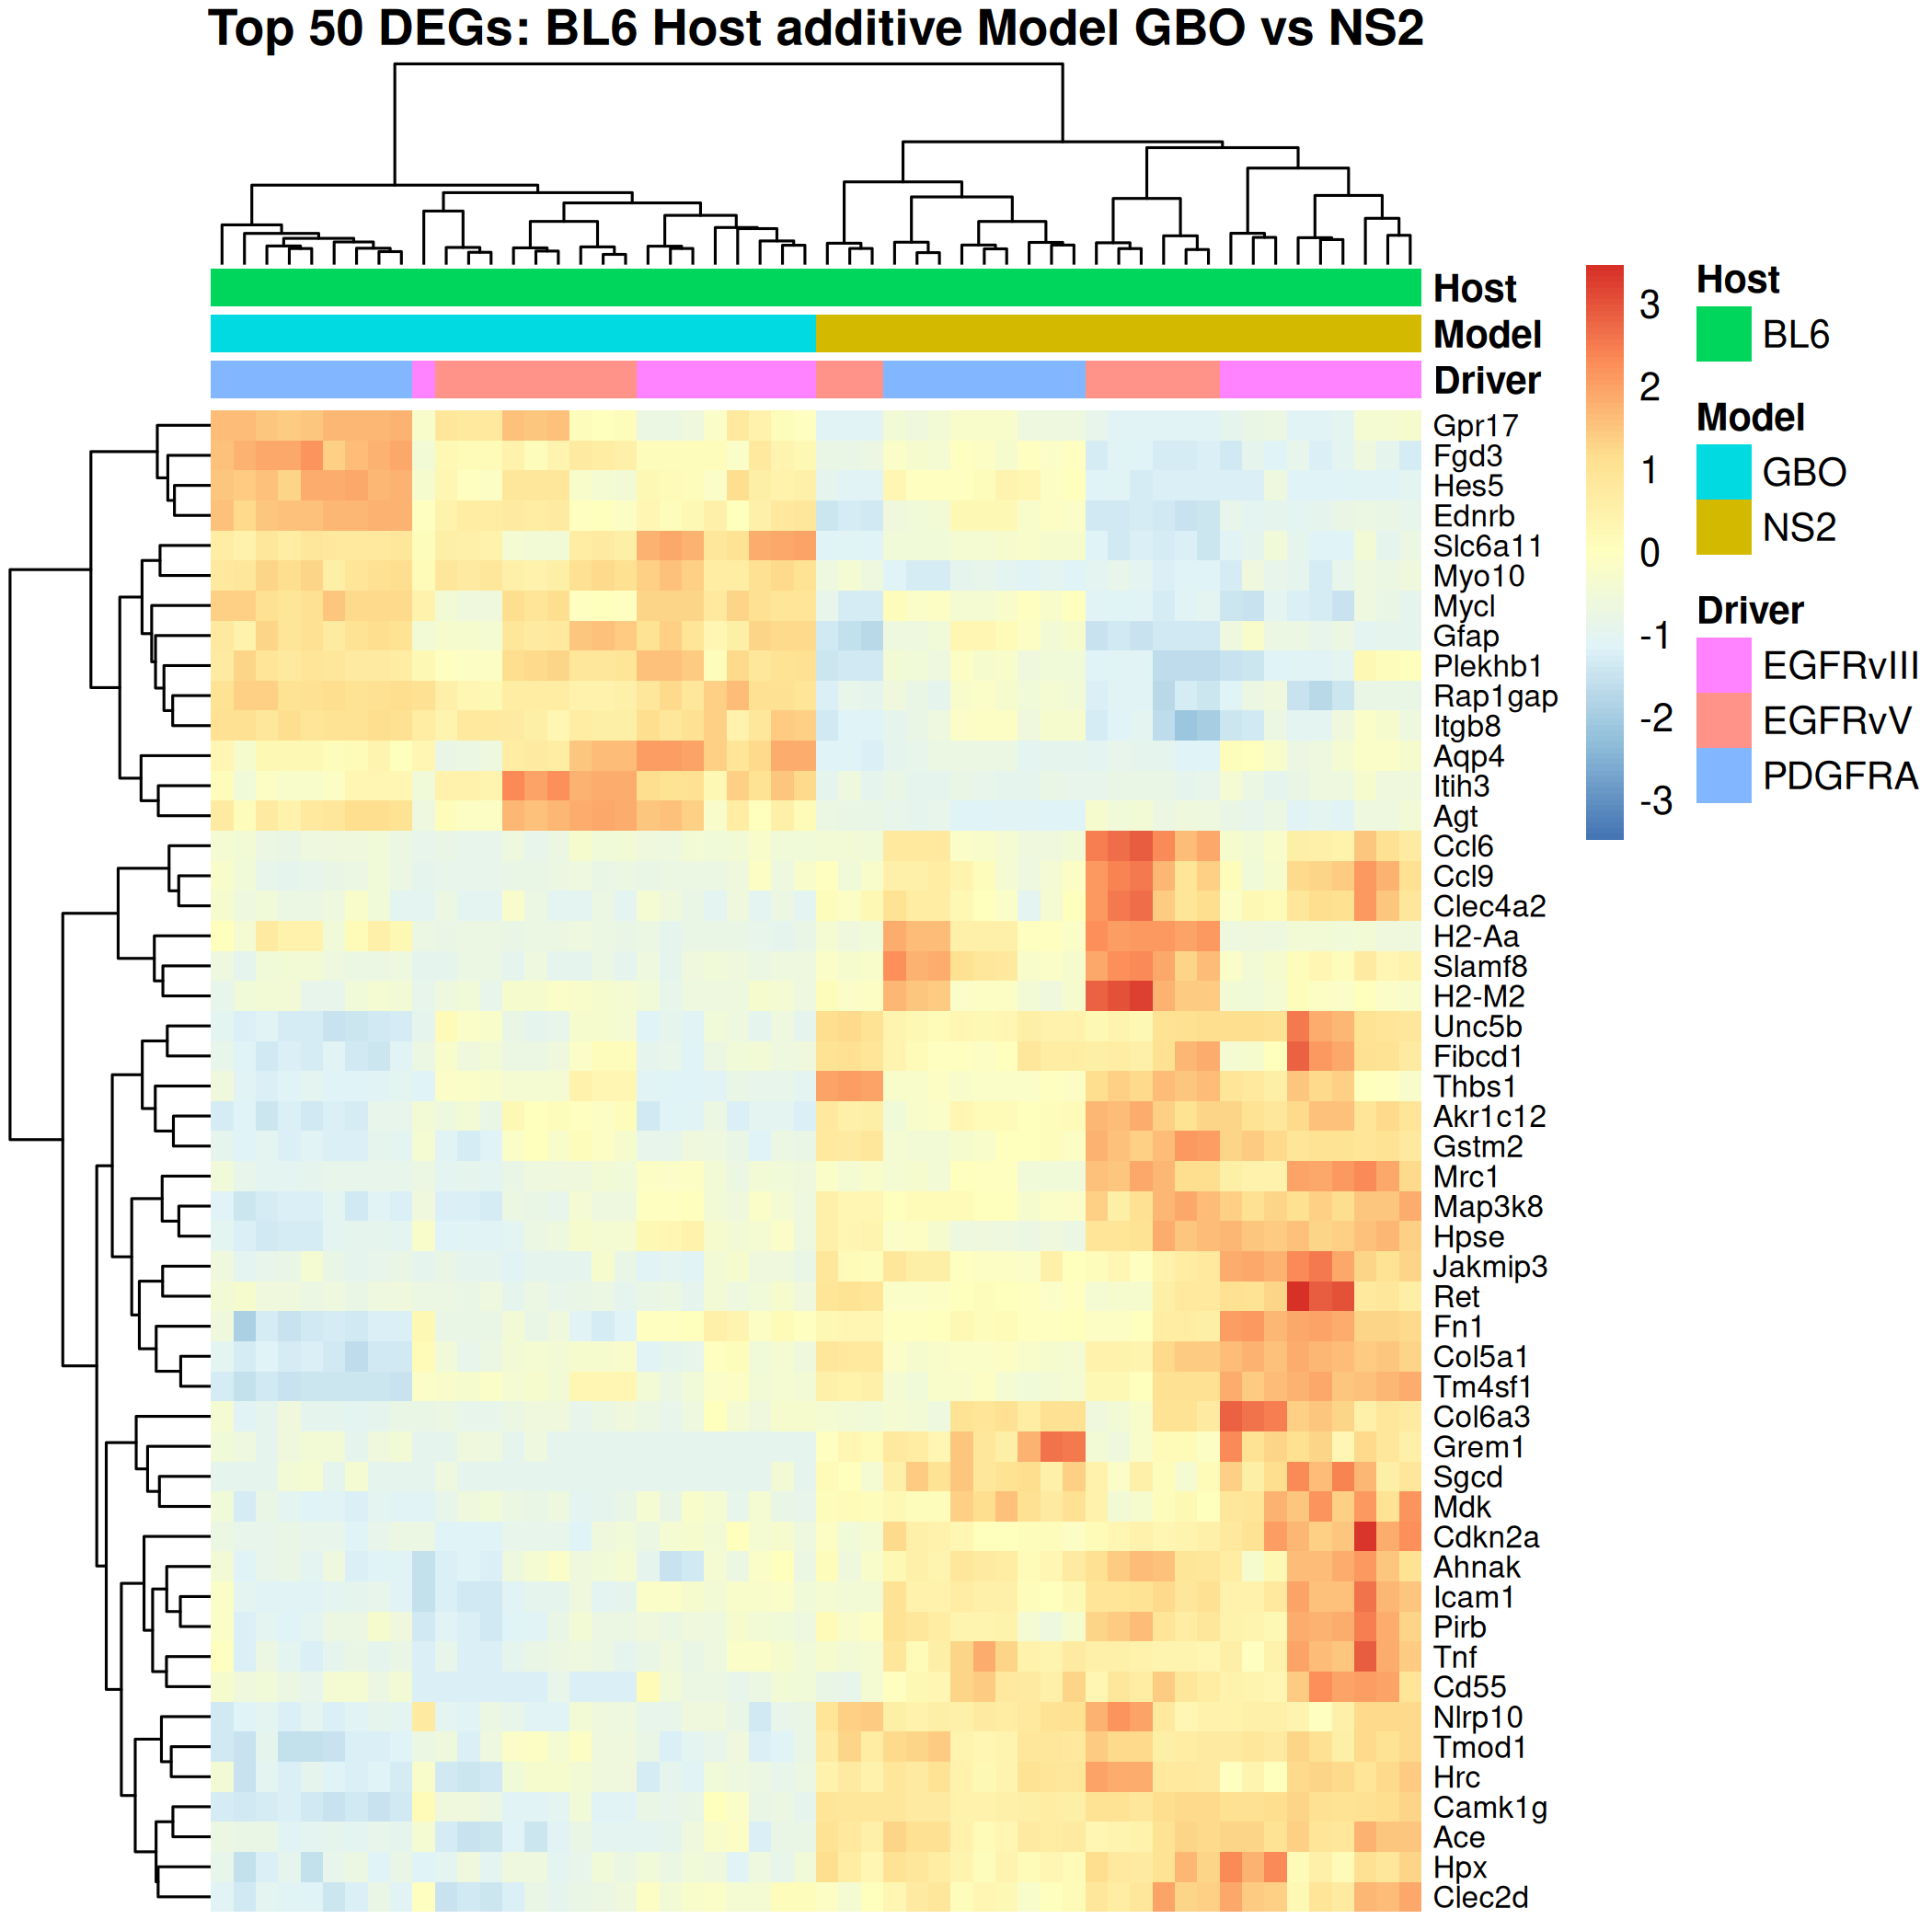 Top 50 DEGs: BL6 Host additive Model GBO vs NS2
Host
Model
Driver
Gpr17
Fgd3
Hes5
Ednrb
Slc6a11
Myo10
Mycl
Gfap
Plekhb1
Rap1gap
Itgb8
Aqp4
Itih3
Agt
Ccl6
Ccl9
Clec4a2
H2-Aa
Slamf8
H2-M2
Unc5b
Fibcd1
Thbs1
Akr1c12
Gstm2
Mrc1
Map3k8
Hpse
Jakmip3
Ret
Fn1
Col5a1
Tm4sf1
Col6a3
Grem1
Sgcd
Mdk
Cdkn2a
Ahnak
Icam1
Pirb
Tnf
Cd55
Nlrp10
Tmod1
Hrc
Camk1g
Ace
Hpx
Clec2d
3
2
1
0
-1
-2
-3
Host
BL6
Model
GBO
NS2
Driver
EGFRvIII
EGFRvV
PDGFRA